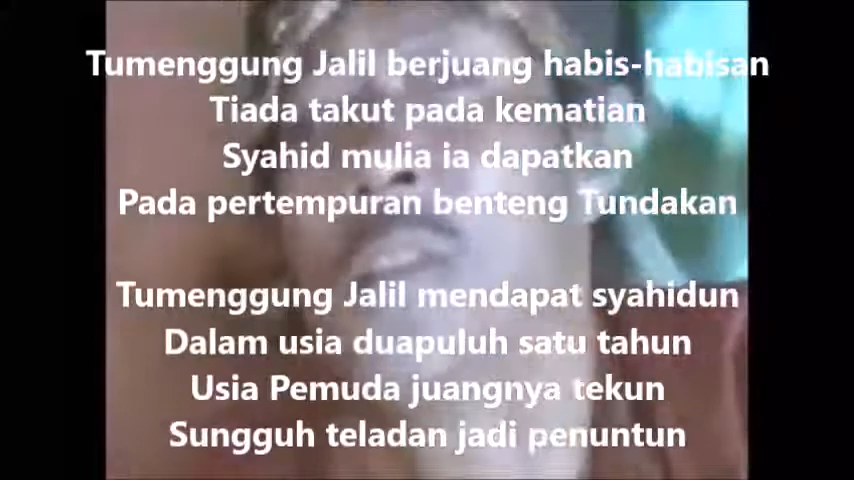 Tumenggung Jalil berjuang habis-habisan
Tiada takut pada kematian
Syahid mulia ia dapatkan
Pada pertempuran benteng Tundakan
Tumenggung Jalil mendapat syahidun
Dalam usia duapuluh satu tahun
Usia Pemuda juangnya tekun
Sungguh teladan jadi penuntun